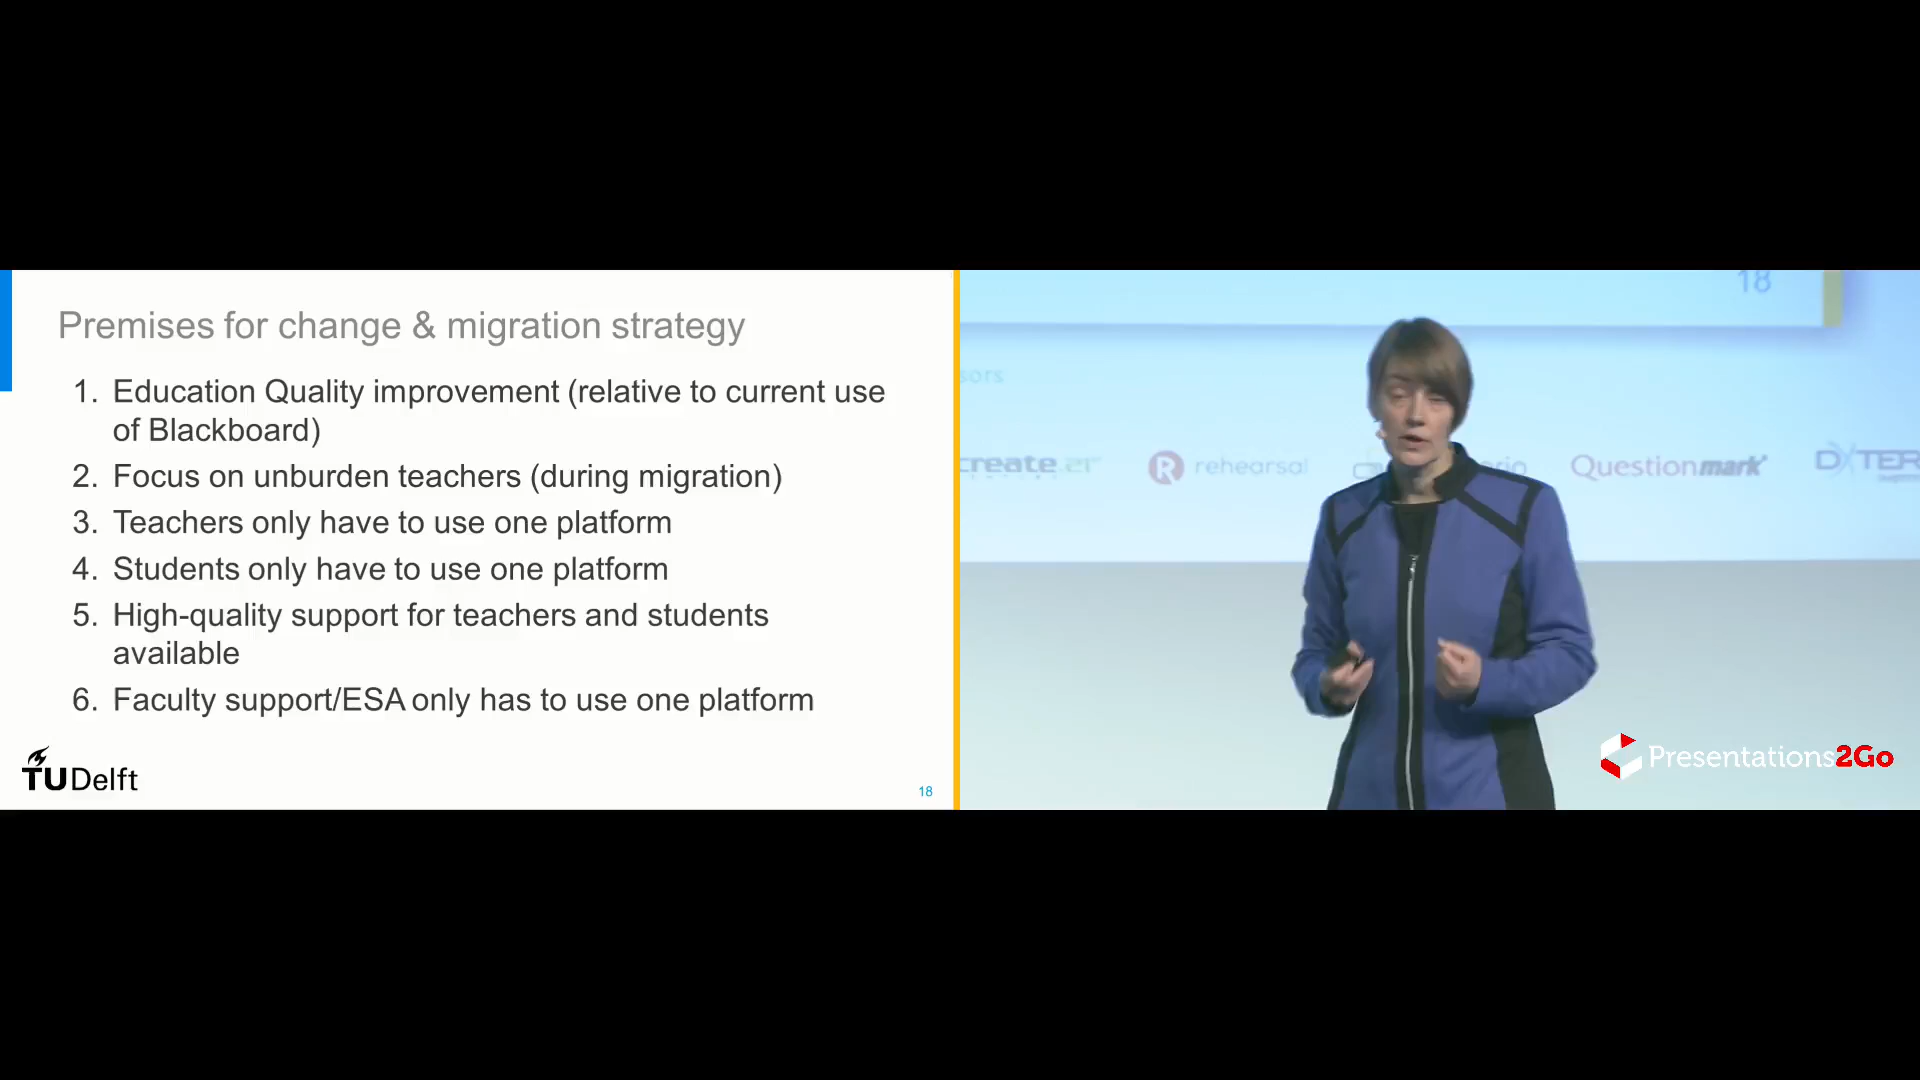 Premises for change & migration strategy
1. Education Quality improvement (relative to current use
of Blackboard)
2. Focus on unburden teachers (during migration)
3. Teachers only have to use one platform
4. Students only have to use one platform
5. High-quality support for teachers and students
available
6. Faculty support/ESA only has to use one platform
TU Delft
18
18
sors
create
rehearsal
Questionmark
Presentations2Go